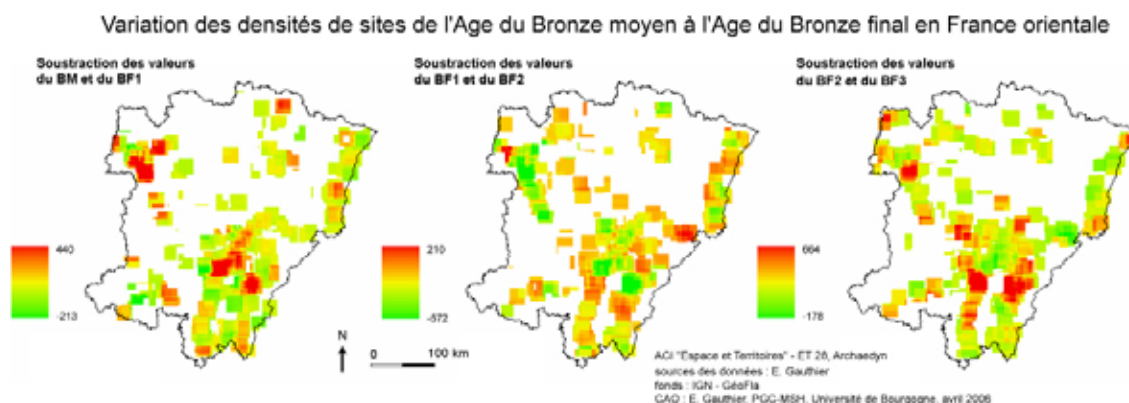 Variation des densités de sites de l'Age du Bronze moyen à l'Age du Bronze final en France orientale
Soustraction des valeurs
du BM et du BF1
Soustraction des valeurs
du BF1 et du BF2
Soustraction des valeurs
du BF2 et du BF3
440
-213
210
-572
664
-178
N
0 100 km
ACI "Espace et Territoires" - ET 28, Archaedyn
sources des données : E. Gauthier
fonds : IGN - GéoFla
CAO : E. Gauthier, PGC-MSH, Université de Bourgogne, avril 2006